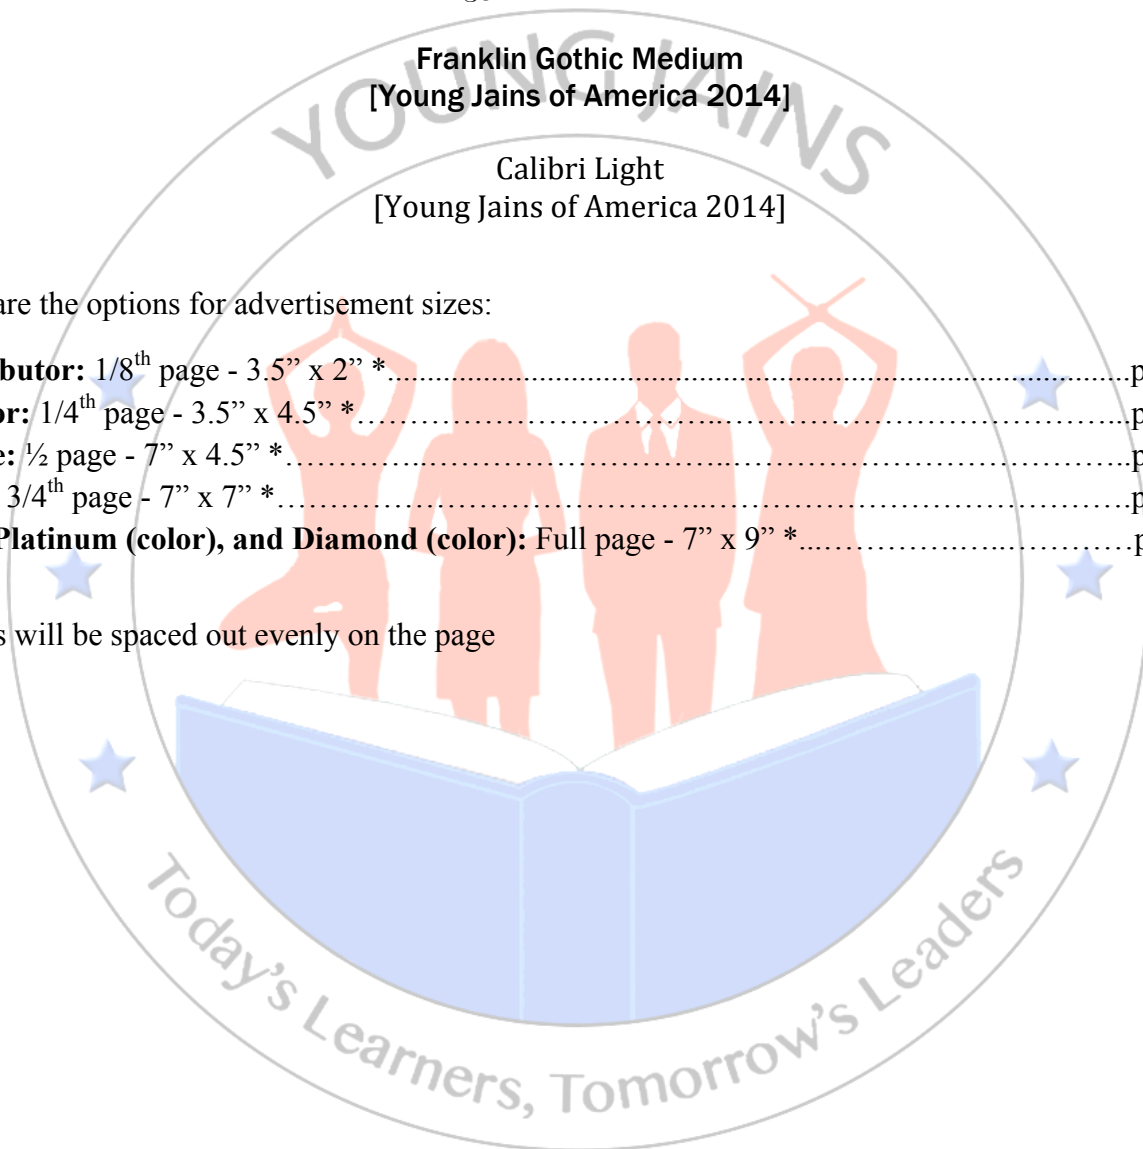 Franklin Gothic Medium
[Young Jains of America 2014]
Calibri Light
[Young Jains of America 2014]
are the options for advertisement sizes:
butor: 1/8th page - 3.5” x 2” *..........p
or: 1/4th page - 3.5” x 4.5” *..........p
e: ½ page - 7” x 4.5” *..........p
3/4th page - 7” x 7” *..........p
Platinum (color), and Diamond (color): Full page - 7” x 9” *..........p
s will be spaced out evenly on the page
YOUNG JAINS
Today's Learners, Tomorrow's Leaders